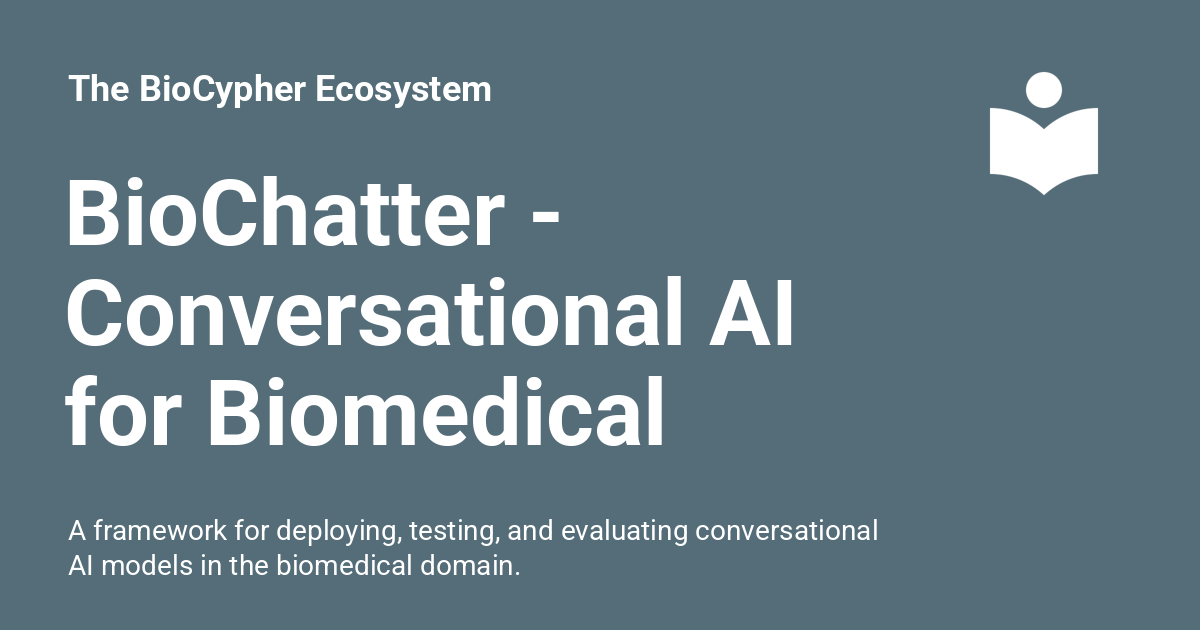 The BioCypher Ecosystem
BioChatter -
Conversational AI
for Biomedical
A framework for deploying, testing, and evaluating conversational
AI models in the biomedical domain.